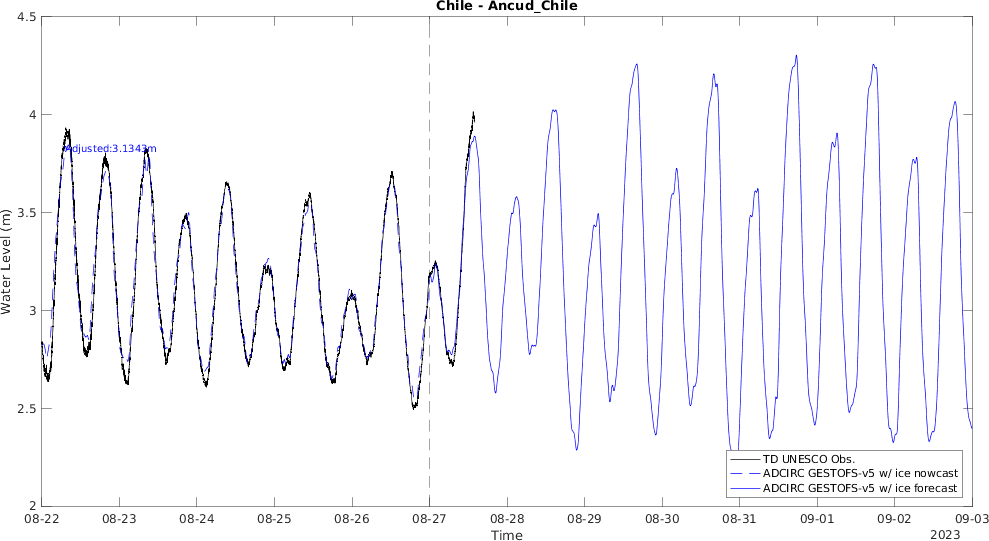 Chile - Ancud_Chile
4.5
4
3.5
3
2.5
2
Water Level (m)
Adjusted:3.1343m
TD UNESCO Obs.
ADCIRC GESTOFS-v5 w/ ice nowcast
ADCIRC GESTOFS-v5 w/ ice forecast
08-22 08-23 08-24 08-25 08-26 08-27 08-28 08-29 08-30 08-31 09-01 09-02 09-03
Time
2023